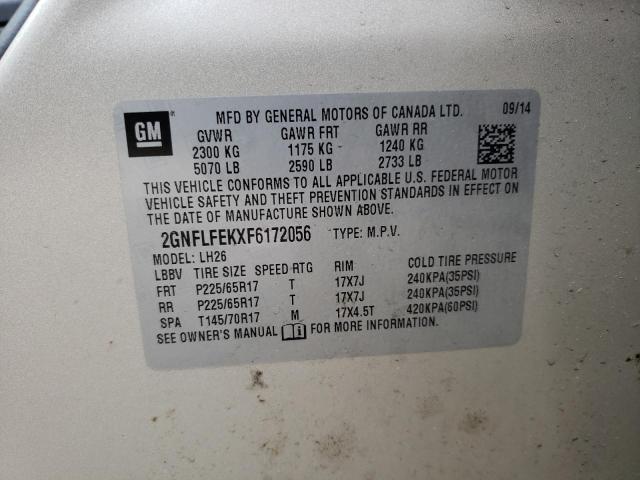 MFD BY GENERAL MOTORS OF CANADA LTD. 09/14
GM
GVWR GAWR FRT GAWR RR
2300 KG 1175 KG 1240 KG
5070 LB 2590 LB 2733 LB
THIS VEHICLE CONFORMS TO ALL APPLICABLE U.S. FEDERAL MOTOR
VEHICLE SAFETY AND THEFT PREVENTION STANDARDS IN EFFECT ON
THE DATE OF MANUFACTURE SHOWN ABOVE.
2GNFLFEKXF6172056 TYPE: M.P.V.
MODEL: LH26
LBBV TIRE SIZE SPEED RTG RIM COLD TIRE PRESSURE
FRT P225/65R17 T 17X7J 240KPA(35PSI)
RR P225/65R17 T 17X7J 240KPA(35PSI)
SPA T145/70R17 M 17X4.5T 420KPA(60PSI)
SEE OWNER'S MANUAL FOR MORE INFORMATION.